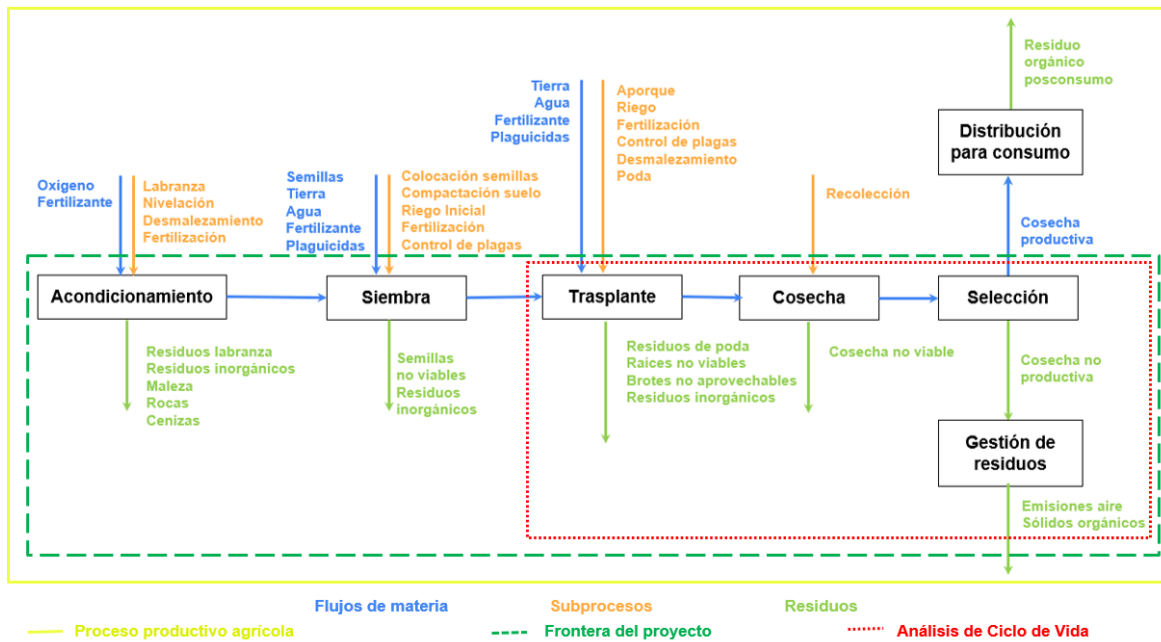 Residuo
orgánico
posconsumo
Tierra
Agua
Fertilizante
Plaguicidas
Aporque
Riego
Fertilización
Control de plagas
Desmalezamiento
Poda
Distribución
para consumo
Oxígeno
Fertilizante
Labranza
Nivelación
Desmalezamiento
Fertilización
Semillas
Tierra
Agua
Fertilizante
Plaguicidas
Colocación semillas
Compactación suelo
Riego Inicial
Fertilización
Control de plagas
Recolección
Cosecha
productiva
Acondicionamiento
Siembra
Trasplante
Cosecha
Selección
Residuos labranza
Residuos inorgánicos
Maleza
Rocas
Cenizas
Semillas
no viables
Residuos
inorgánicos
Residuos de poda
Raíces no viables
Brotes no aprovechables
Residuos inorgánicos
Cosecha no viable
Cosecha no
productiva
Gestión de
residuos
Emisiones aire
Sólidos orgánicos
Flujos de materia
Subprocesos
Residuos
Proceso productivo agrícola
Frontera del proyecto
Análisis de Ciclo de Vida